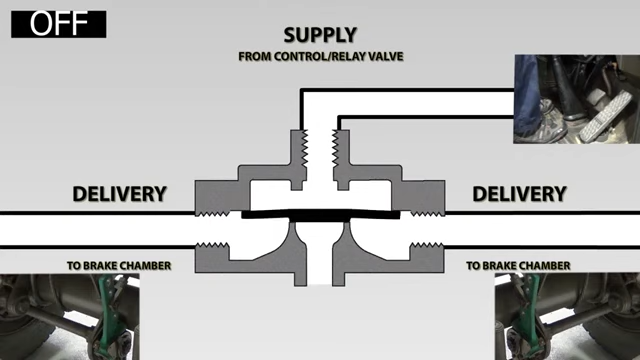 OFF
SUPPLY
FROM CONTROL/RELAY VALVE
DELIVERY
DELIVERY
TO BRAKE CHAMBER
TO BRAKE CHAMBER